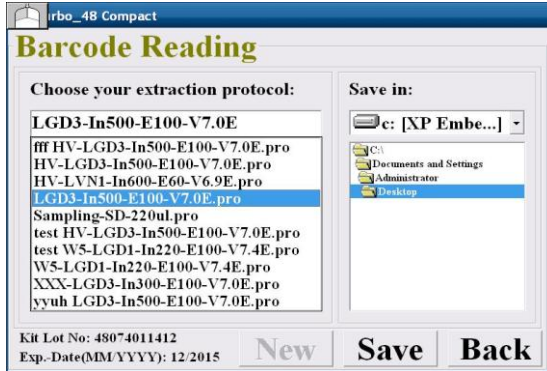 rbo_48 Compact
Barcode Reading
Choose your extraction protocol:
LGD3-In500-E100-V7.0E
fff HV-LGD3-In500-E100-V7.0E.pro
HV-LGD3-In500-E100-V7.0E.pro
HV-LVN1-In600-E60-V6.9E.pro
LGD3-In500-E100-V7.0E.pro
Sampling-SD-220ul.pro
test HV-LGD3-In500-E100-V7.0E.pro
test W5-LGD1-In220-E100-V7.4E.pro
W5-LGD1-In220-E100-V7.4E.pro
XXX-LGD3-In300-E100-V7.0E.pro
yyuh LGD3-In500-E100-V7.0E.pro
Save in:
c: [XP Embe...]
C:\
Documents and Settings
Administrator
Desktop
Kit Lot No: 48074011412
Exp.-Date(MM/YYYY): 12/2015
New
Save
Back